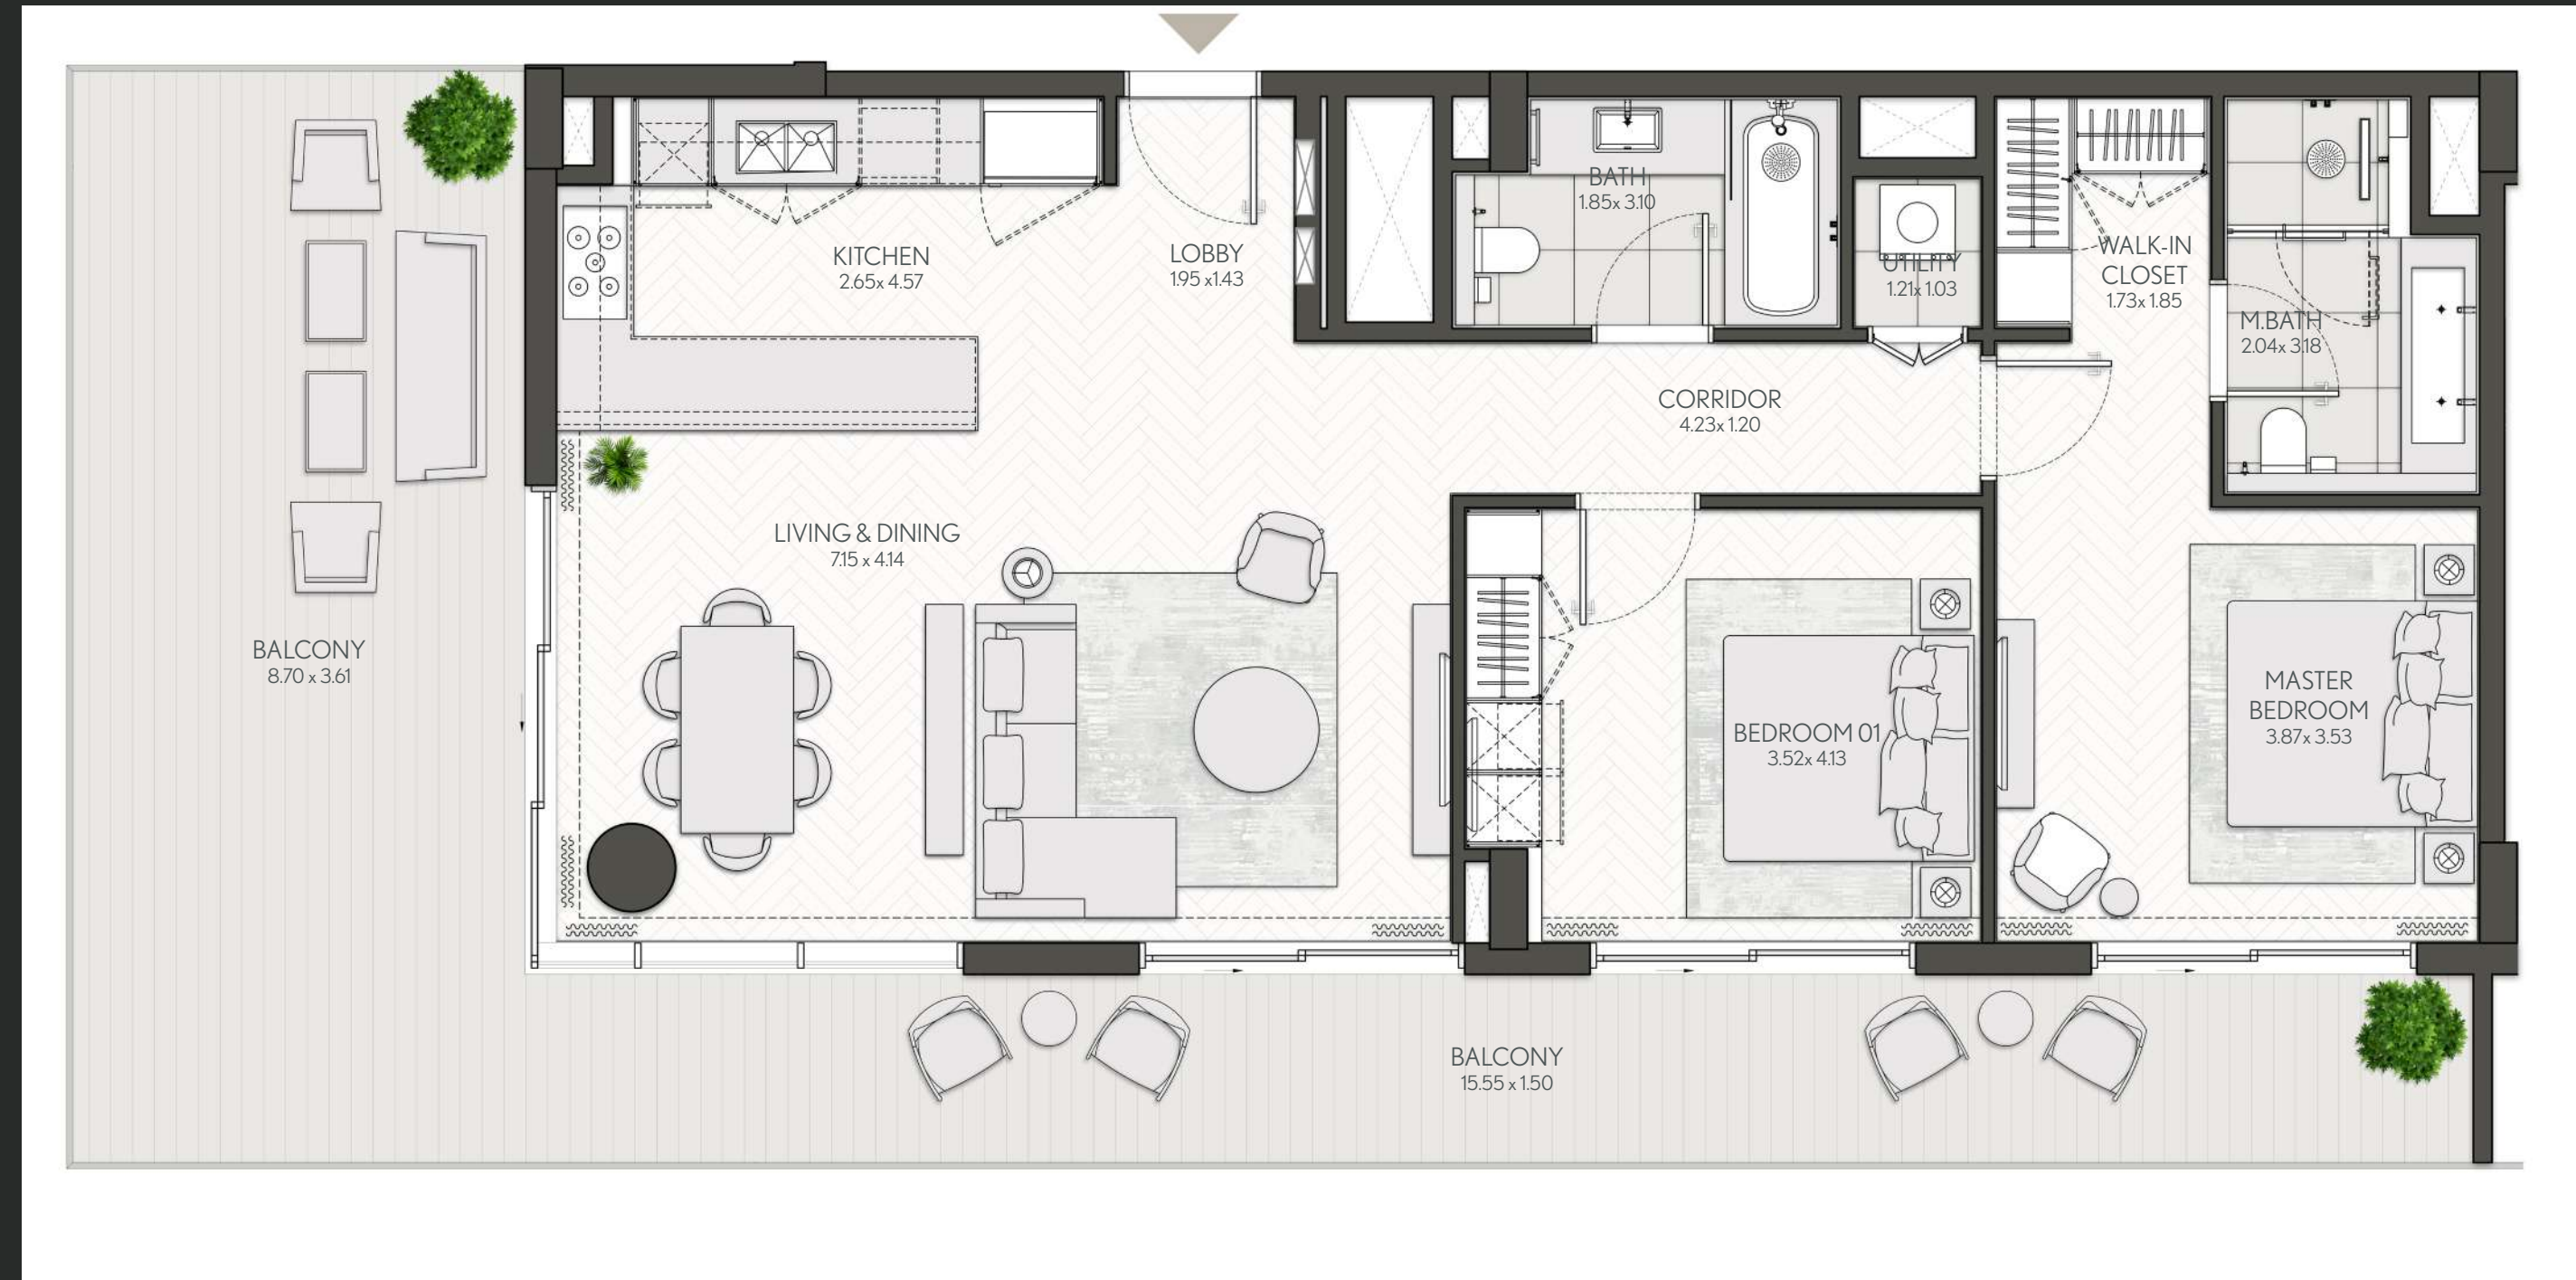 KITCHEN
2.65x 4.57
LOBBY
1.95 x1.43
BATH
1.85x 3.10
UTILITY
1.21x 1.03
WALK-IN
CLOSET
1.73x 1.85
M.BATH
2.04x 3.18
CORRIDOR
4.23x 1.20
LIVING & DINING
7.15 x 4.14
BALCONY
8.70 x 3.61
BEDROOM 01
3.52x 4.13
MASTER
BEDROOM
3.87x 3.53
BALCONY
15.55 x 1.50